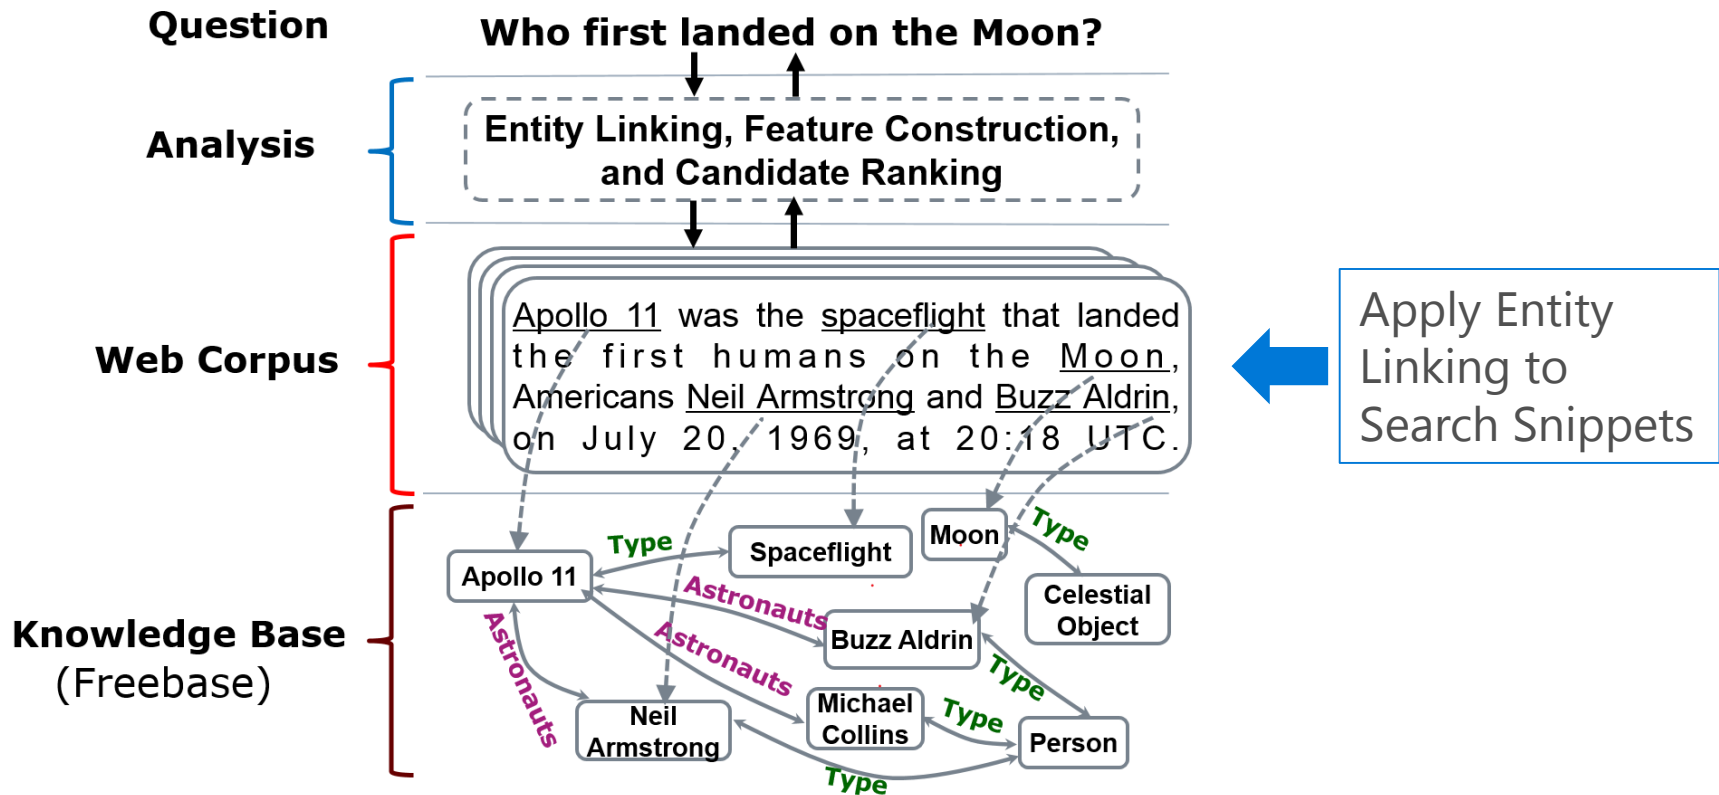 Question
Who first landed on the Moon?
Analysis
Entity Linking, Feature Construction,
and Candidate Ranking
Web Corpus
Apollo 11 was the spaceflight that landed
the first humans on the Moon,
Americans Neil Armstrong and Buzz Aldrin,
on July 20, 1969, at 20:18 UTC.
Apply Entity
Linking to
Search Snippets
Knowledge Base
(Freebase)
Apollo 11
Type
Spaceflight
Moon
Type
Celestial
Object
Astronauts
Buzz Aldrin
Astronauts
Astronauts
Type
Neil
Armstrong
Michael
Collins
Type
Person
Type